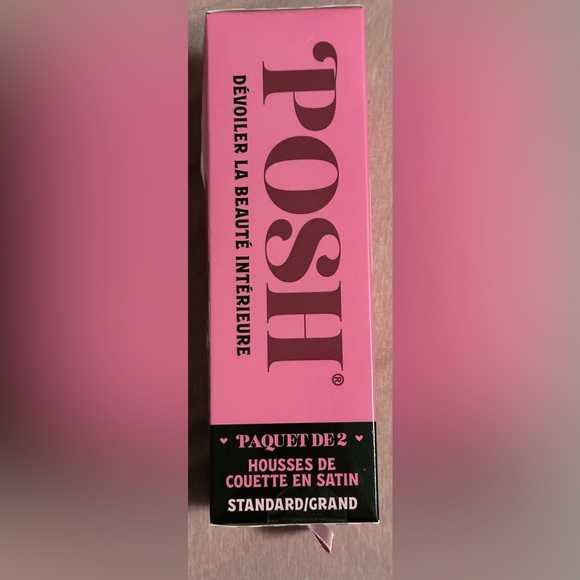 POSH®
DÉVOILER LA BEAUTÉ INTÉRIEURE
PAQUET DE 2
HOUSSES DE
COUETTE EN SATIN
STANDARD/GRAND